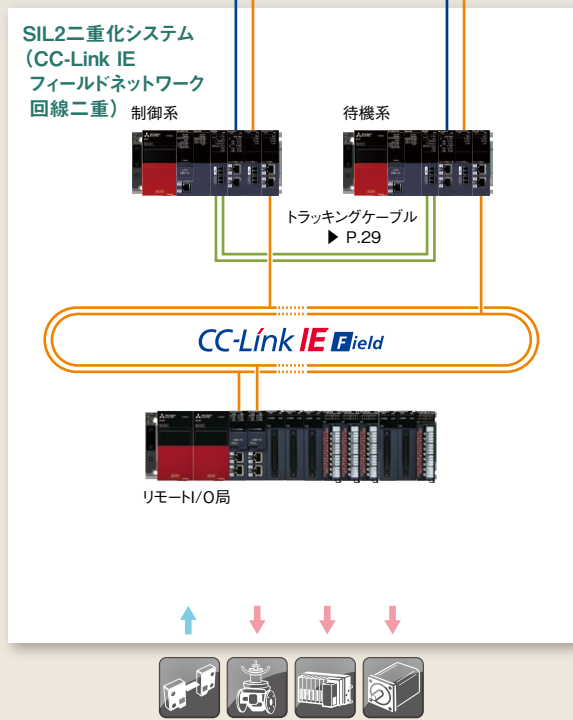 SIL2二重化システム
（CC-Link IE
フィールドネットワーク
回線二重）
制御系
待機系
トラッキングケーブル
▶ P.29
CC-Link IE Field
リモートI/O局